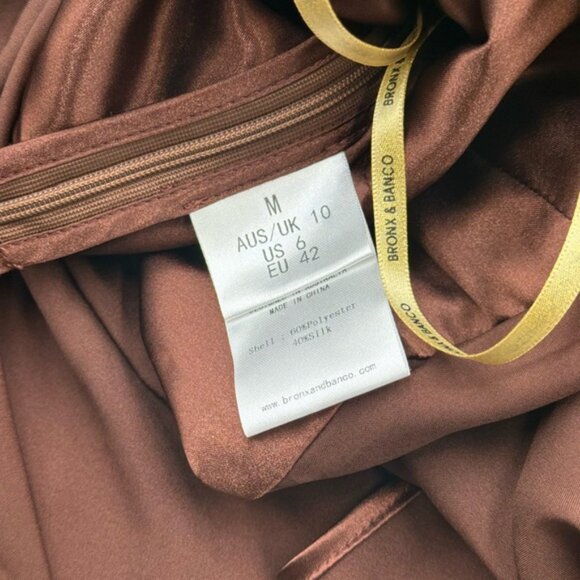 M
AUS/UK 10
US 6
EU 42
MADE IN CHINA
Shell : 60%Polyester
40%Silk
www.bronxandbanco.com
BRONX &
BRONX & BANCO
& BANCO